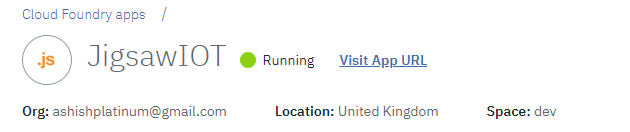 Cloud Foundry apps /
.js JigsawIOT Running Visit App URL
Org: ashishplatinum@gmail.com Location: United Kingdom Space: dev